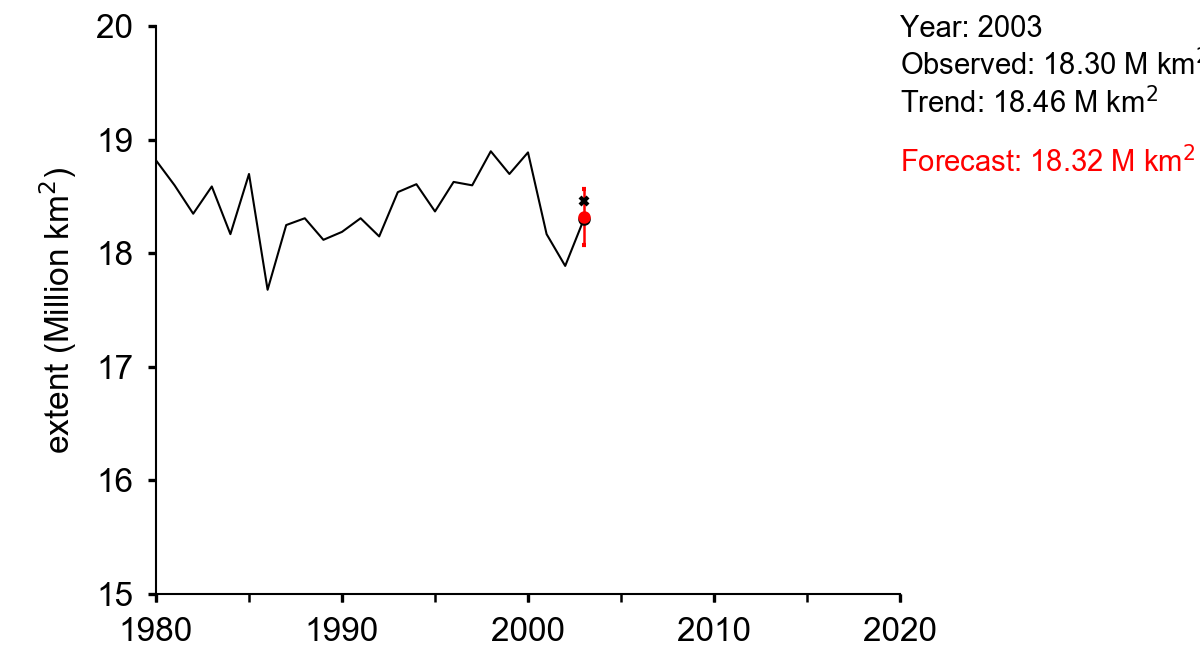 20
19
18
17
16
15
1980
1990
2000
2010
2020
extent (Million km²)
Year: 2003
Observed: 18.30 M km²
Trend: 18.46 M km²
Forecast: 18.32 M km²